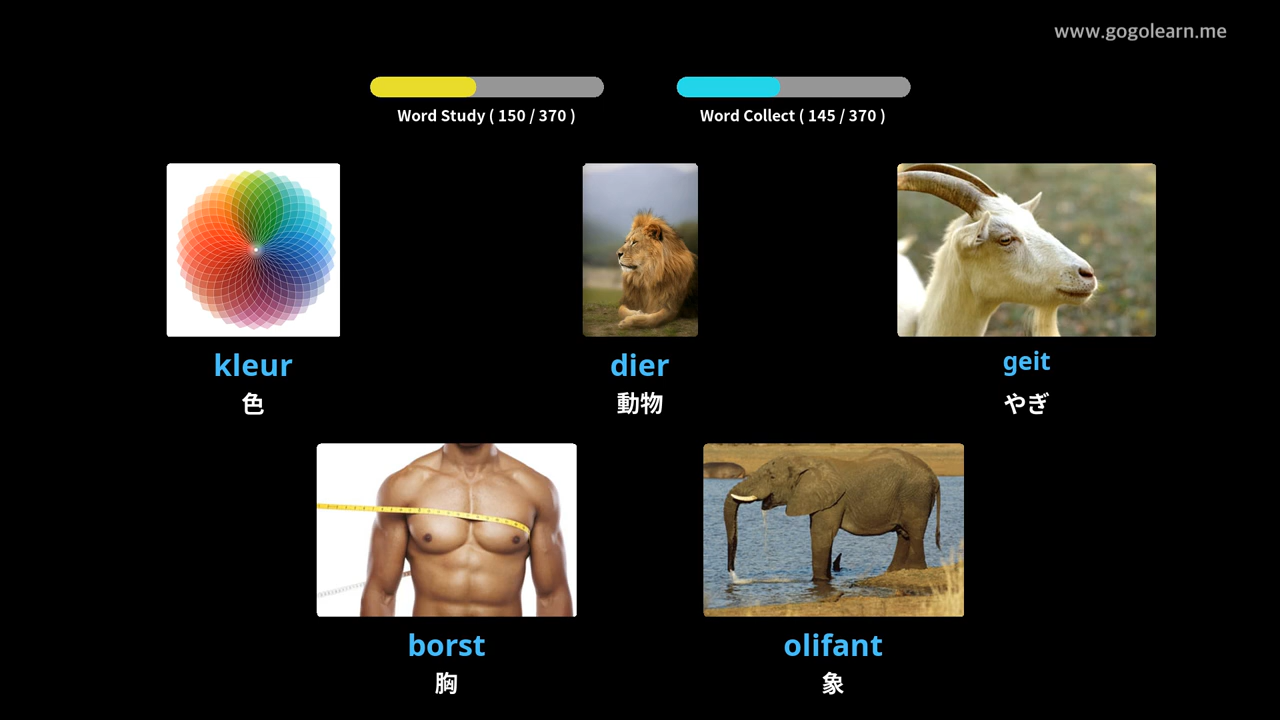 www.gogolearn.me
Word Study ( 150 / 370 )
Word Collect ( 145 / 370 )
kleur
色
dier
動物
geit
やぎ
borst
胸
olifant
象